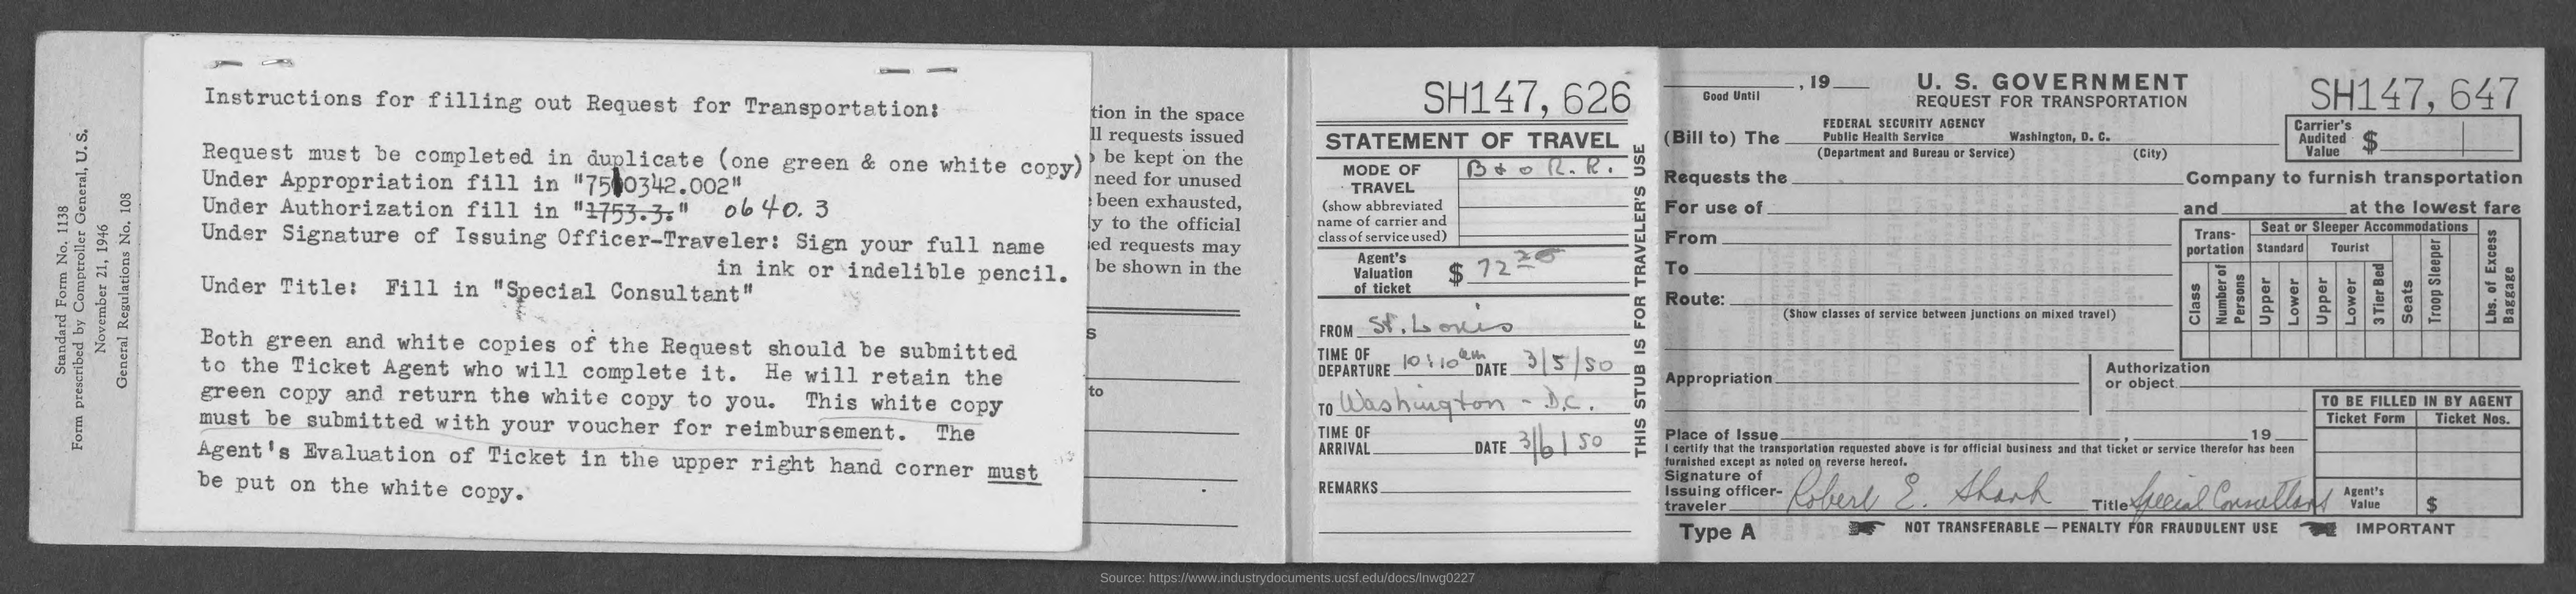 Standard Form No. 1138
Form prescribed by Comptroller General, U. S.
November 21, 1946
General Regulations No. 108
Instructions for filling out Request for Transportation:
Request must be completed in duplicate (one green & one white copy)
Under Appropriation fill in "7510342.002"
Under Authorization fill in "1753.3." 0640.3
Under Signature of Issuing Officer-Traveler: Sign your full name
in ink or indelible pencil.
Under Title: Fill in "Special Consultant"
Both green and white copies of the Request should be submitted
to the Ticket Agent who will complete it. He will retain the
green copy and return the white copy to you. This white copy
must be submitted with your voucher for reimbursement. The
Agent's Evaluation of Ticket in the upper right hand corner must
be put on the white copy.
tion in the space
ll requests issued
be kept on the
need for unused
been exhausted,
y to the official
ed requests may
be shown in the
s
to
SH147,626
STATEMENT OF TRAVEL
MODE OF TRAVEL
(show abbreviated name of carrier and class of service used)
B & O R.R.
Agent's Valuation of ticket $ 72 20
FROM St. Louis
TIME OF DEPARTURE 10:10 am DATE 3/5/50
TO Washington - D.C.
TIME OF ARRIVAL DATE 3/6/50
REMARKS
THIS STUB IS FOR TRAVELER'S USE
, 19
Good Until
U. S. GOVERNMENT
REQUEST FOR TRANSPORTATION
SH147,647
(Bill to) The FEDERAL SECURITY AGENCY
Public Health Service Washington, D. C.
(Department and Bureau or Service) (City)
Carrier's Audited Value $
Requests the Company to furnish transportation
For use of and at the lowest fare
From
To
Route:
(Show classes of service between junctions on mixed travel)
Trans-portation
Seat or Sleeper Accommodations
Standard Tourist
Class
Number of Persons
Upper
Lower
Upper
Lower
3 Tier Bed
Seats
Troop Sleeper
Lbs. of Excess Baggage
Appropriation
Authorization or object
TO BE FILLED IN BY AGENT
Ticket Form Ticket Nos.
Place of Issue , 19
I certify that the transportation requested above is for official business and that ticket or service therefor has been
furnished except as noted on reverse hereof.
Signature of Issuing officer-traveler Robert E. Shank Title Special Consultant
Agent's Value $
Type A NOT TRANSFERABLE — PENALTY FOR FRAUDULENT USE IMPORTANT
Source: https://www.industrydocuments.ucsf.edu/docs/lnwg0227